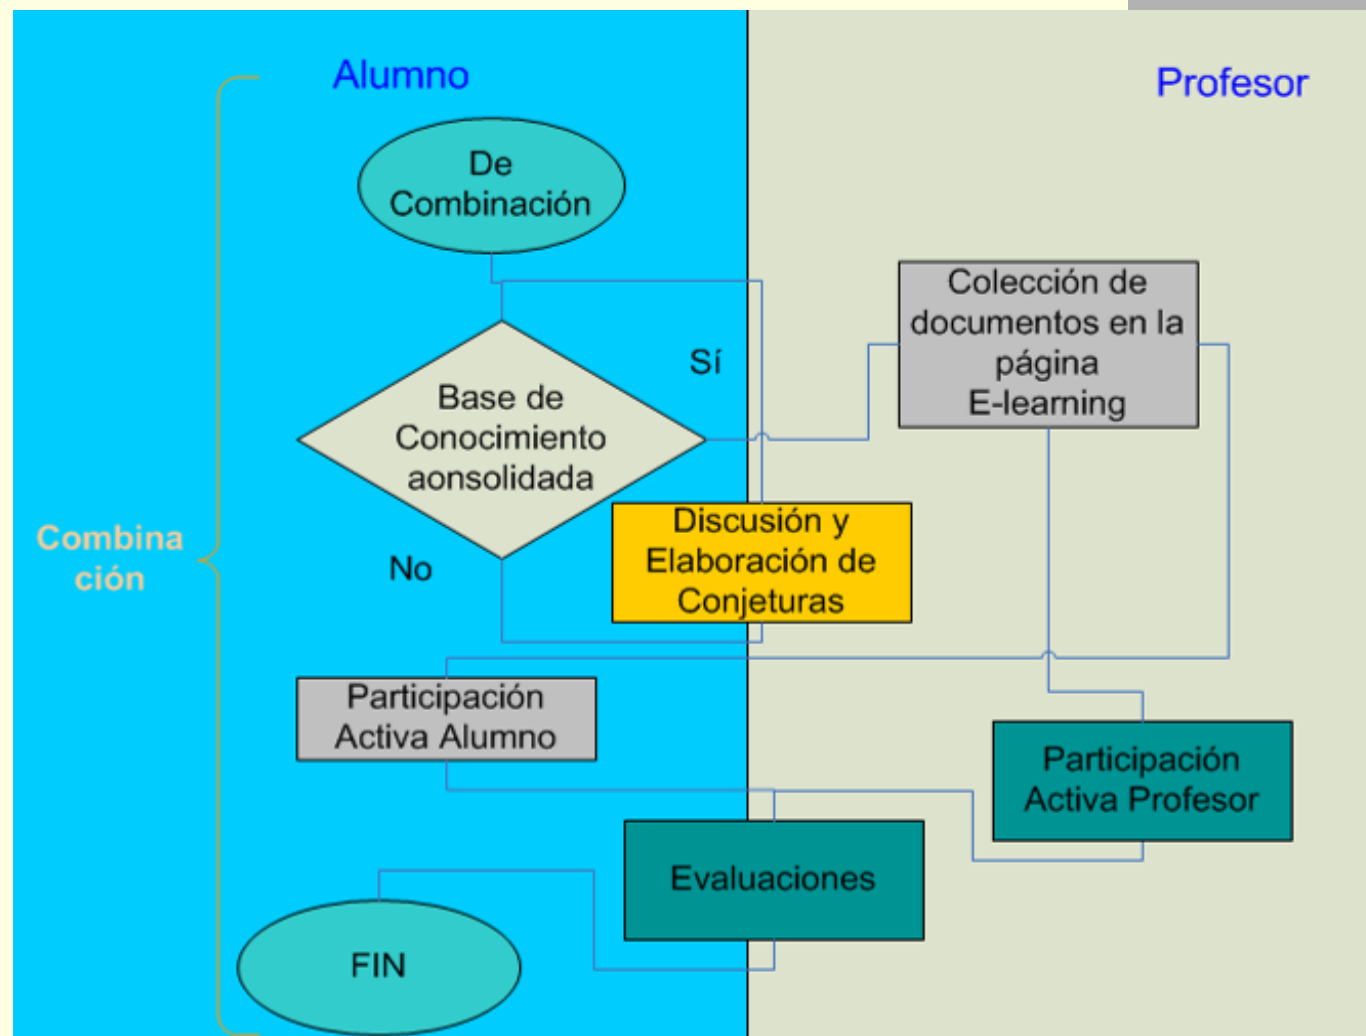 Alumno
Profesor
De
Combinación
Colección de
documentos en la
página
E-learning
Sí
Base de
Conocimiento
aonsolidada
Combina
ción
No
Discusión y
Elaboración de
Conjeturas
Participación
Activa Alumno
Participación
Activa Profesor
Evaluaciones
FIN